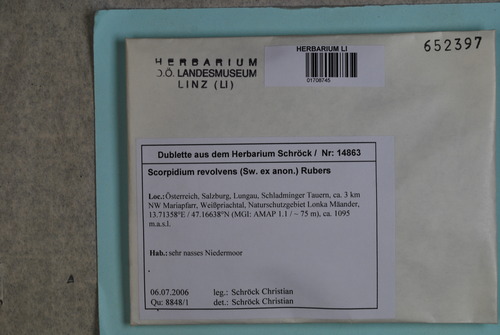 HERBARIUM
O.Ö. LANDESMUSEUM
LINZ (LI)
HERBARIUM LI
01708745
652397
Dublette aus dem Herbarium Schröck / Nr: 14863
Scorpidium revolvens (Sw. ex anon.) Rubers
Loc.: Österreich, Salzburg, Lungau, Schladminger Tauern, ca. 3 km
NW Mariapfarr, Weißpriachtal, Naturschutzgebiet Lonka Mäander,
13.71358°E / 47.16638°N (MGI: AMAP 1.1 / ~ 75 m), ca. 1095
m.a.s.l.
Hab.: sehr nasses Niedermoor
06.07.2006 leg.: Schröck Christian
Qu: 8848/1 det.: Schröck Christian